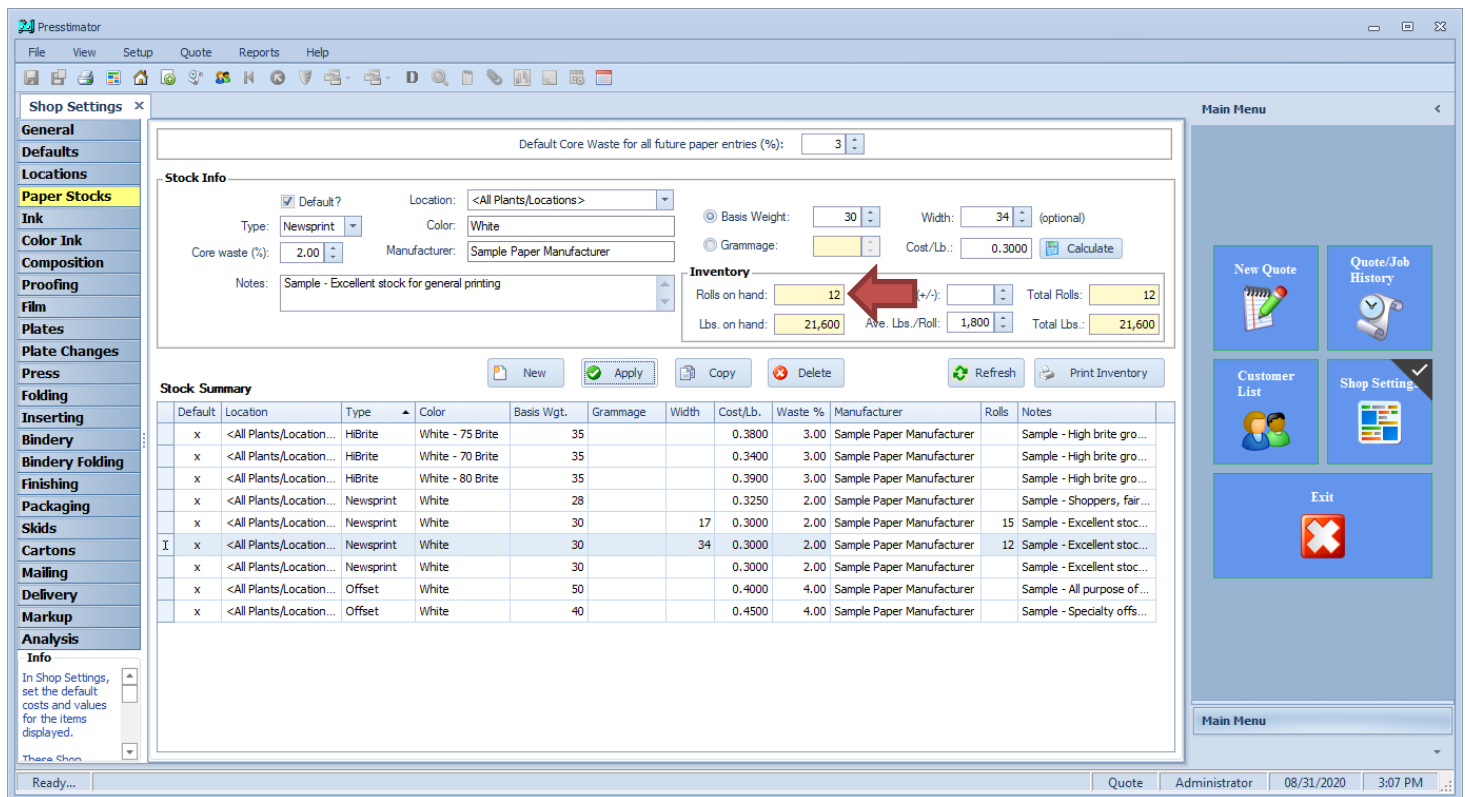 Presstimator
File View Setup Quote Reports Help
Shop Settings ×
General
Defaults
Locations
Paper Stocks
Ink
Color Ink
Composition
Proofing
Film
Plates
Plate Changes
Press
Folding
Inserting
Bindery
Bindery Folding
Finishing
Packaging
Skids
Cartons
Mailing
Delivery
Markup
Analysis
Info
In Shop Settings,
set the default
costs and values
for the items
displayed.
These Shop
Default Core Waste for all future paper entries (%): 3
Stock Info
Default? Location: <All Plants/Locations>
Type: Newsprint Color: White
Core waste (%): 2.00 Manufacturer: Sample Paper Manufacturer
Notes: Sample - Excellent stock for general printing
Basis Weight: 30 Width: 34 (optional)
Grammage: Cost/Lb.: 0.3000 Calculate
Inventory
Rolls on hand: 12 (+/-): Total Rolls: 12
Lbs. on hand: 21,600 Ave. Lbs./Roll: 1,800 Total Lbs.: 21,600
New Apply Copy Delete Refresh Print Inventory
Stock Summary
Default Location Type Color Basis Wgt. Grammage Width Cost/Lb. Waste % Manufacturer Rolls Notes
x <All Plants/Location... HiBrite White - 75 Brite 35 0.3800 3.00 Sample Paper Manufacturer Sample - High brite gro...
x <All Plants/Location... HiBrite White - 70 Brite 35 0.3400 3.00 Sample Paper Manufacturer Sample - High brite gro...
x <All Plants/Location... HiBrite White - 80 Brite 35 0.3900 3.00 Sample Paper Manufacturer Sample - High brite gro...
x <All Plants/Location... Newsprint White 28 0.3250 2.00 Sample Paper Manufacturer Sample - Shoppers, fair...
x <All Plants/Location... Newsprint White 30 17 0.3000 2.00 Sample Paper Manufacturer 15 Sample - Excellent stoc...
x <All Plants/Location... Newsprint White 30 34 0.3000 2.00 Sample Paper Manufacturer 12 Sample - Excellent stoc...
x <All Plants/Location... Newsprint White 30 0.3000 2.00 Sample Paper Manufacturer Sample - Excellent stoc...
x <All Plants/Location... Offset White 50 0.4000 4.00 Sample Paper Manufacturer Sample - All purpose of...
x <All Plants/Location... Offset White 40 0.4500 4.00 Sample Paper Manufacturer Sample - Specialty offs...
Main Menu
New Quote
Quote/Job
History
Customer
List
Shop Setting
Exit
Main Menu
Ready... Quote Administrator 08/31/2020 3:07 PM